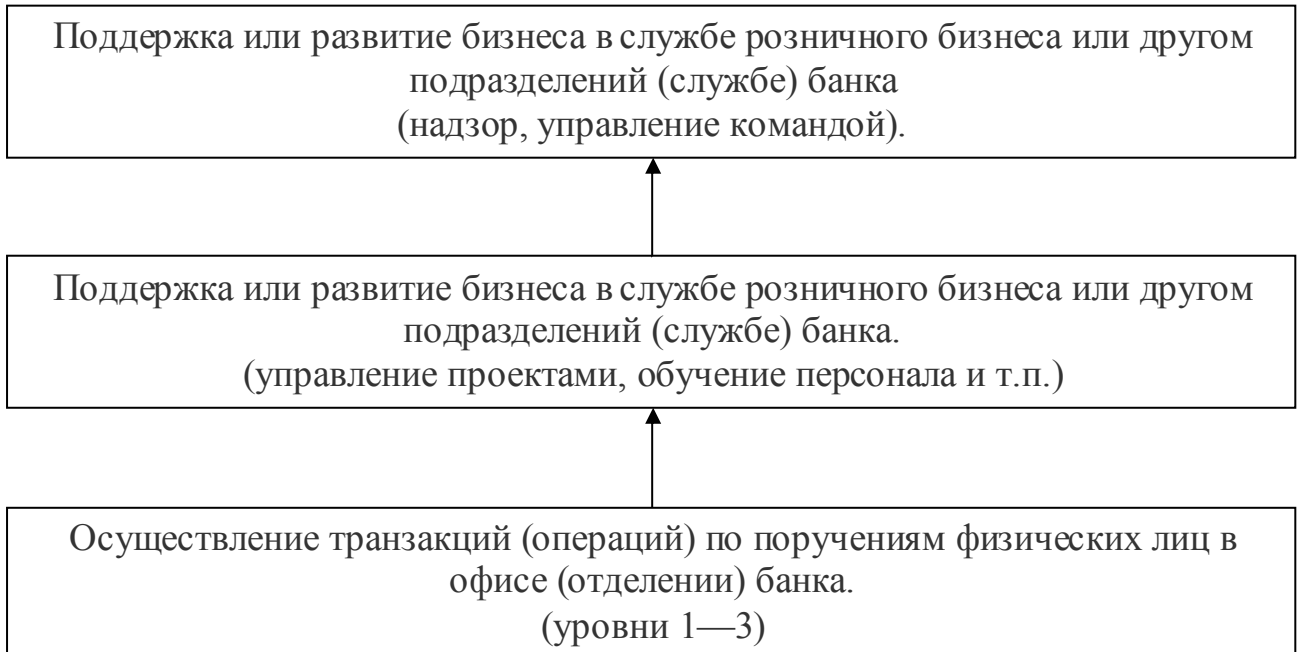 Поддержка или развитие бизнеса в службе розничного бизнеса или другом
подразделений (службе) банка
(надзор, управление командой).
Поддержка или развитие бизнеса в службе розничного бизнеса или другом
подразделений (службе) банка.
(управление проектами, обучение персонала и т.п.)
Осуществление транзакций (операций) по поручениям физических лиц в
офисе (отделении) банка.
(уровни 1—3)